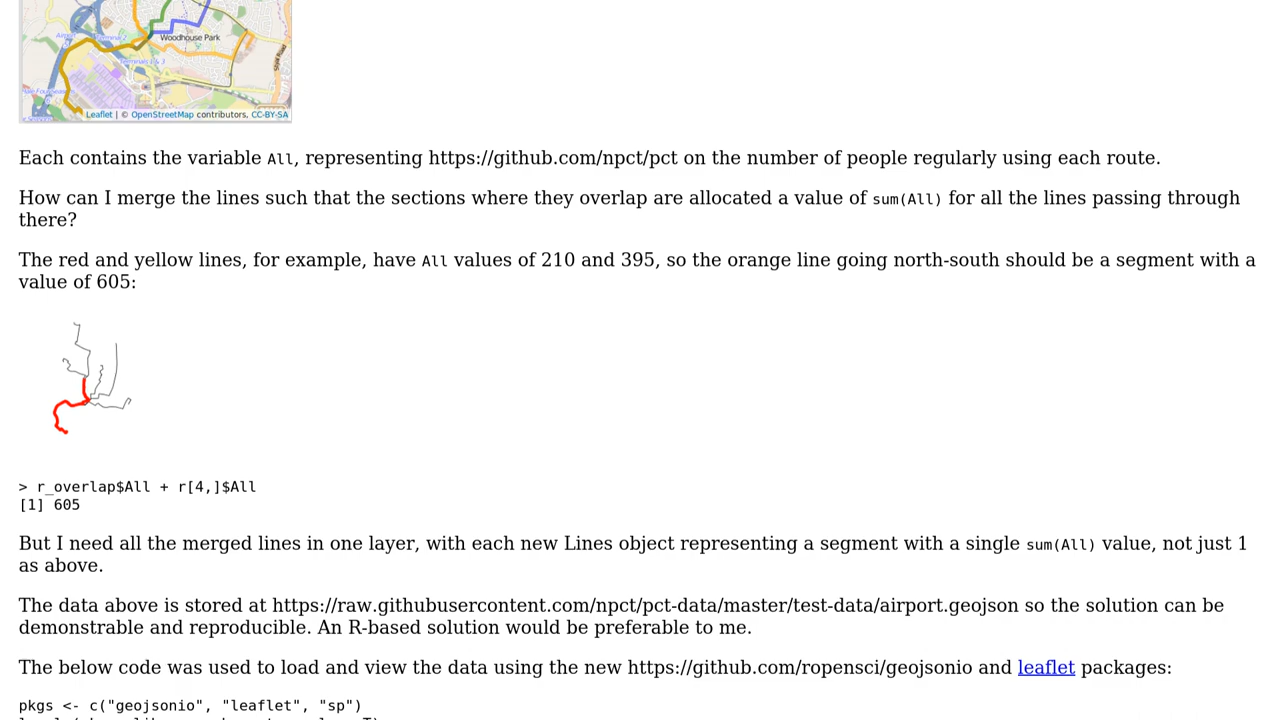 Airport
Terminal 2
Woodhouse Park
Terminals 1 & 3
Leaflet | © OpenStreetMap contributors, CC-BY-SA
Each contains the variable All, representing https://github.com/npct/pct on the number of people regularly using each route.
How can I merge the lines such that the sections where they overlap are allocated a value of sum(All) for all the lines passing through
there?
The red and yellow lines, for example, have All values of 210 and 395, so the orange line going north-south should be a segment with a
value of 605:
> r_overlap$All + r[4,]$All
[1] 605
But I need all the merged lines in one layer, with each new Lines object representing a segment with a single sum(All) value, not just 1
as above.
The data above is stored at https://raw.githubusercontent.com/npct/pct-data/master/test-data/airport.geojson so the solution can be
demonstrable and reproducible. An R-based solution would be preferable to me.
The below code was used to load and view the data using the new https://github.com/ropensci/geojsonio and leaflet packages:
pkgs <- c("geojsonio", "leaflet", "sp")